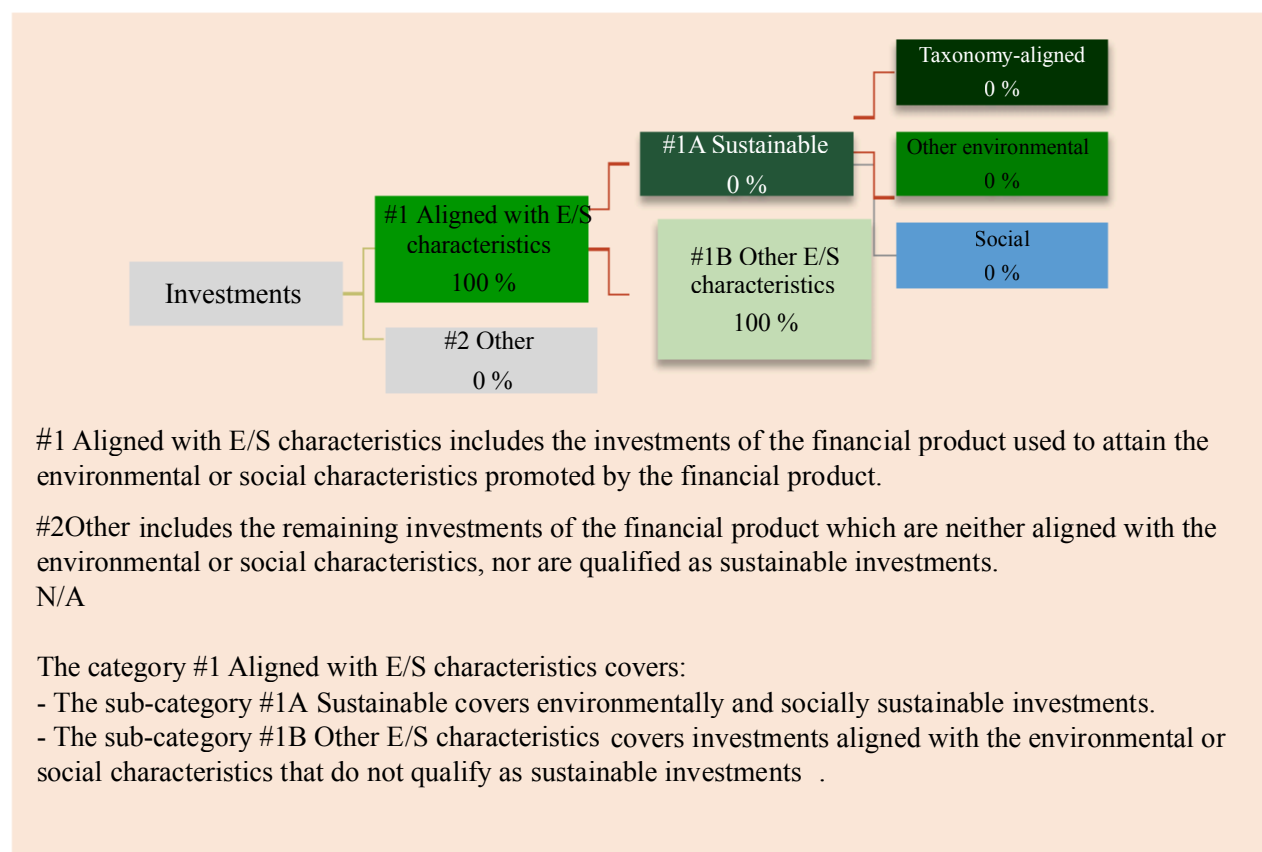 Taxonomy-aligned
0 %
#1A Sustainable
0 %
Other environmental
0 %
#1 Aligned with E/S
characteristics
100 %
#1B Other E/S
characteristics
100 %
Social
0 %
Investments
#2 Other
0 %
#1 Aligned with E/S characteristics includes the investments of the financial product used to attain the
environmental or social characteristics promoted by the financial product.
#2Other includes the remaining investments of the financial product which are neither aligned with the
environmental or social characteristics, nor are qualified as sustainable investments.
N/A
The category #1 Aligned with E/S characteristics covers:
- The sub-category #1A Sustainable covers environmentally and socially sustainable investments.
- The sub-category #1B Other E/S characteristics covers investments aligned with the environmental or
social characteristics that do not qualify as sustainable investments .